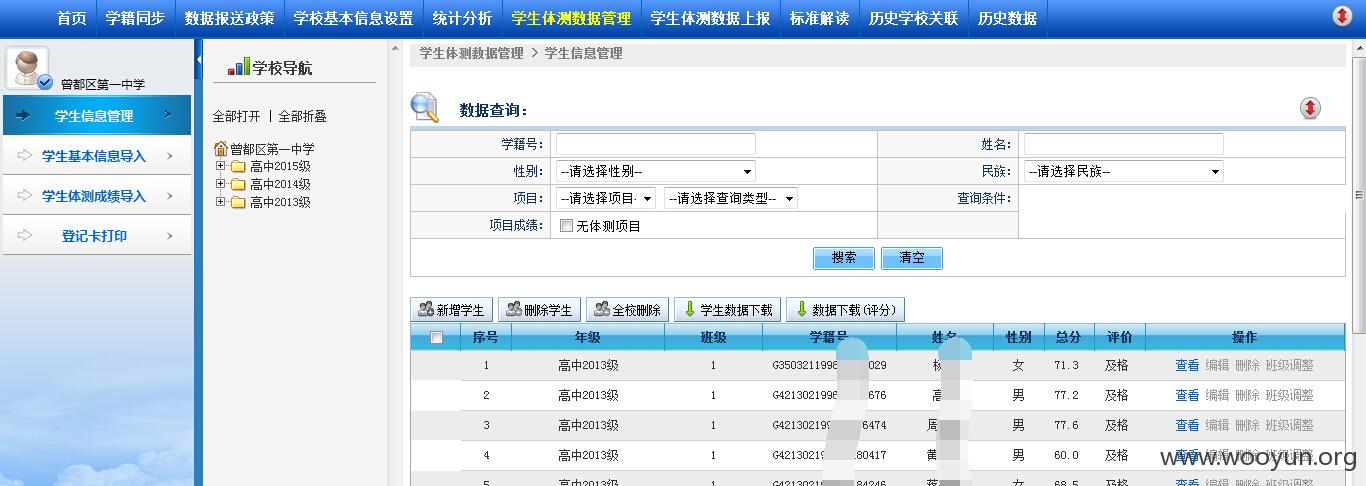 首页 学籍同步 数据报送政策 学校基本信息设置 统计分析 学生体测数据管理 学生体测数据上报 标准解读 历史学校关联 历史数据
曾都区第一中学
学生信息管理
学生基本信息导入
学生体测成绩导入
登记卡打印
学校导航
全部打开 | 全部折叠
曾都区第一中学
高中2015级
高中2014级
高中2013级
学生体测数据管理 > 学生信息管理
数据查询：
学籍号： 姓名：
性别： --请选择性别-- 民族： --请选择民族--
项目： --请选择项目- --请选择查询类型-- 查询条件：
项目成绩： 无体测项目
搜索 清空
新增学生 删除学生 全校删除 学生数据下载 数据下载(评分)
序号 年级 班级 学籍号 姓名 性别 总分 评价 操作
1 高中2013级 1 G3503211998 029 杨 女 71.3 及格 查看 编辑 删除 班级调整
2 高中2013级 1 G4213021998 676 高 男 77.2 及格 查看 编辑 删除 班级调整
3 高中2013级 1 G421302199 6474 周 男 77.6 及格 查看 编辑 删除 班级调整
4 高中2013级 1 G42130219 80417 黄 男 60.0 及格 查看 编辑 删除 班级调整
5 高中2013级 1 G42130219 84246 女 68.5 及格 查看 编辑 删除 班级调整
www.wooyun.org